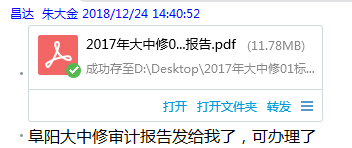 昌达 朱大金 2018/12/24 14:40:52
2017年大中修0...报告.pdf (11.78MB)
成功存至D:\Desktop\2017年大中修01标...
打开 打开文件夹 转发
阜阳大中修审计报告发给我了，可办理了